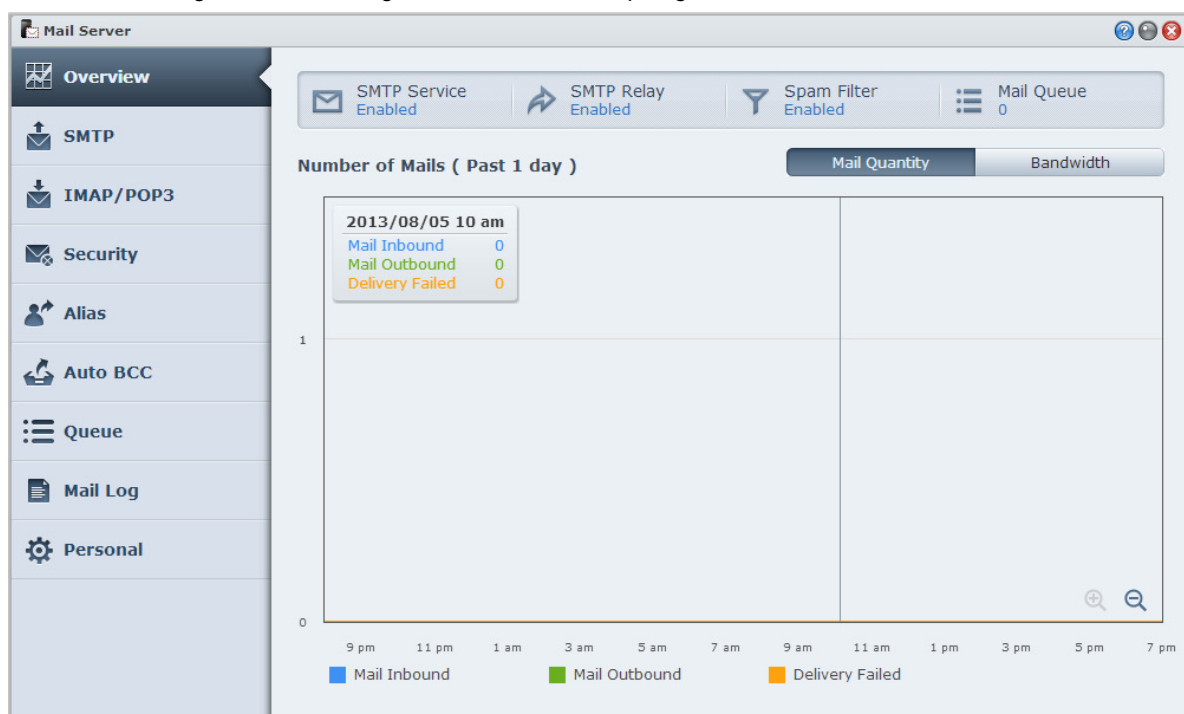 Mail Server
Overview
SMTP
IMAP/POP3
Security
Alias
Auto BCC
Queue
Mail Log
Personal
SMTP Service
Enabled
SMTP Relay
Enabled
Spam Filter
Enabled
Mail Queue
0
Number of Mails ( Past 1 day )
Mail Quantity
Bandwidth
2013/08/05 10 am
Mail Inbound 0
Mail Outbound 0
Delivery Failed 0
1
0
9 pm 11 pm 1 am 3 am 5 am 7 am 9 am 11 am 1 pm 3 pm 5 pm 7 pm
Mail Inbound Mail Outbound Delivery Failed